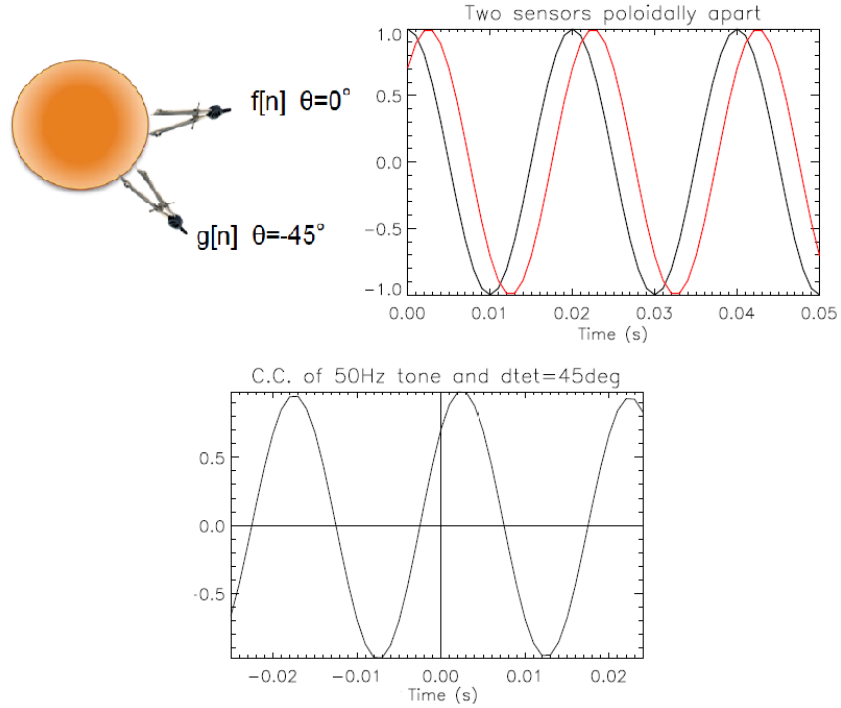 Two sensors poloidally apart
f[n] θ=0°
g[n] θ=-45°
1.0
0.5
0.0
-0.5
-1.0
0.00 0.01 0.02 0.03 0.04 0.05
Time (s)
C.C. of 50Hz tone and dtet=45deg
0.5
0.0
-0.5
-0.02 -0.01 0.00 0.01 0.02
Time (s)